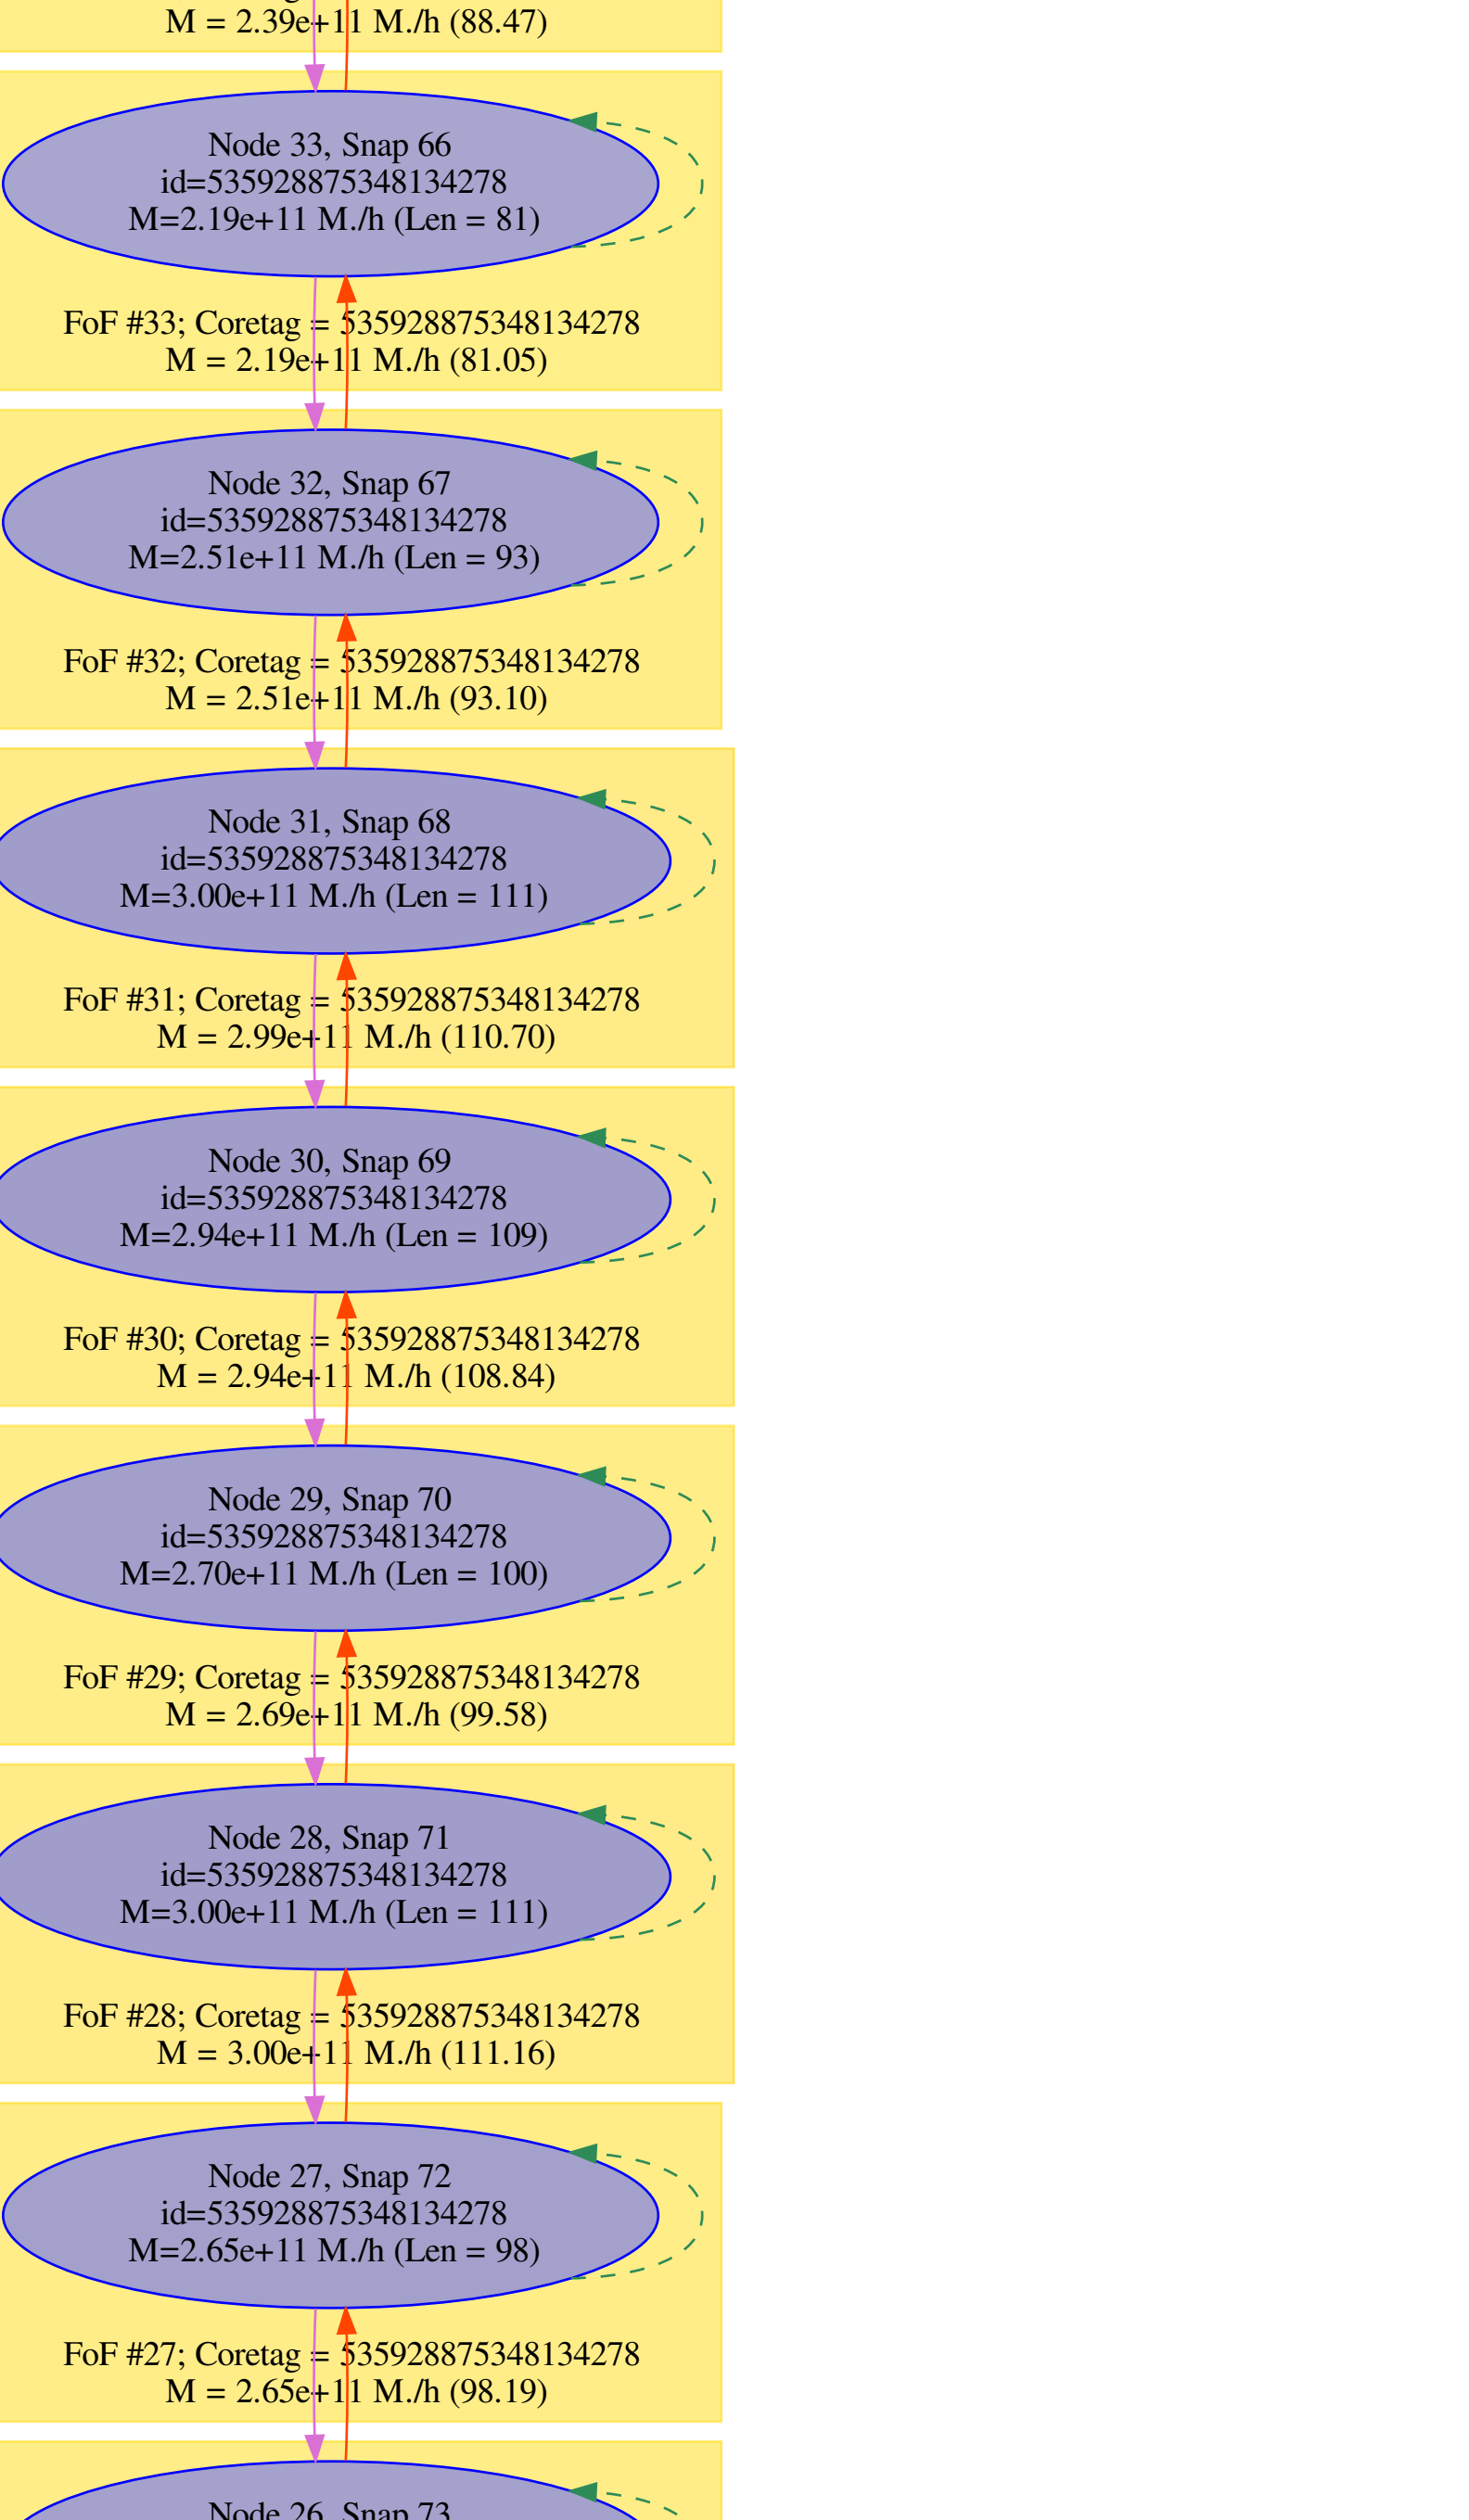 M = 2.39e+11 M./h (88.47)
Node 33, Snap 66
id=535928875348134278
M=2.19e+11 M./h (Len = 81)
FoF #33; Coretag = 535928875348134278
M = 2.19e+11 M./h (81.05)
Node 32, Snap 67
id=535928875348134278
M=2.51e+11 M./h (Len = 93)
FoF #32; Coretag = 535928875348134278
M = 2.51e+11 M./h (93.10)
Node 31, Snap 68
id=535928875348134278
M=3.00e+11 M./h (Len = 111)
FoF #31; Coretag = 535928875348134278
M = 2.99e+11 M./h (110.70)
Node 30, Snap 69
id=535928875348134278
M=2.94e+11 M./h (Len = 109)
FoF #30; Coretag = 535928875348134278
M = 2.94e+11 M./h (108.84)
Node 29, Snap 70
id=535928875348134278
M=2.70e+11 M./h (Len = 100)
FoF #29; Coretag = 535928875348134278
M = 2.69e+11 M./h (99.58)
Node 28, Snap 71
id=535928875348134278
M=3.00e+11 M./h (Len = 111)
FoF #28; Coretag = 535928875348134278
M = 3.00e+11 M./h (111.16)
Node 27, Snap 72
id=535928875348134278
M=2.65e+11 M./h (Len = 98)
FoF #27; Coretag = 535928875348134278
M = 2.65e+11 M./h (98.19)
Node 26, Snap 73